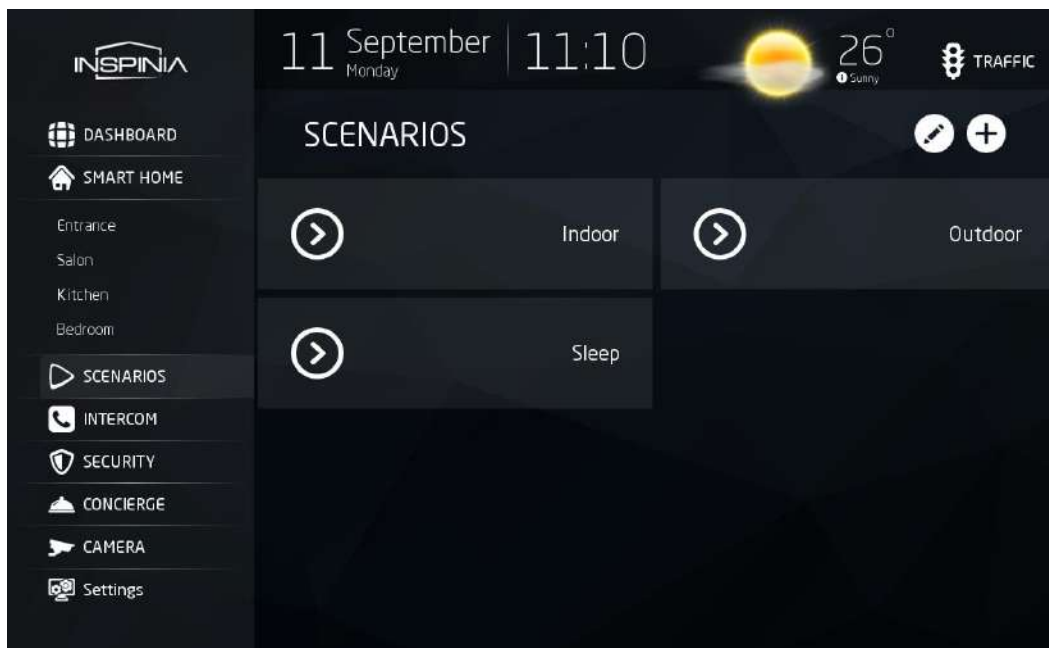 INSPINIA
11 September
Monday
11:10
26°
Sunny
TRAFFIC
DASHBOARD
SMART HOME
Entrance
Salon
Kitchen
Bedroom
SCENARIOS
INTERCOM
SECURITY
CONCIERGE
CAMERA
Settings
SCENARIOS
Indoor
Outdoor
Sleep